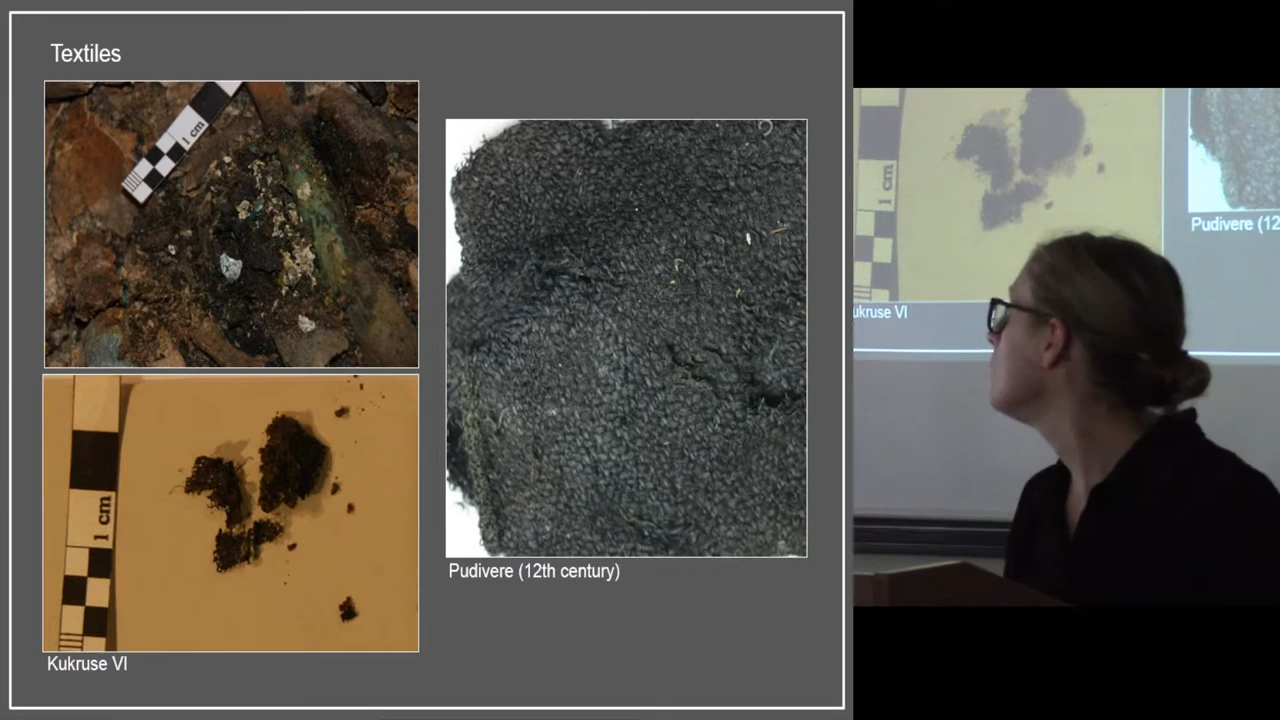 Textiles
1 cm
1 cm
Kukruse VI
Pudivere (12th century)
1 cm
ukruse VI
Pudivere (12